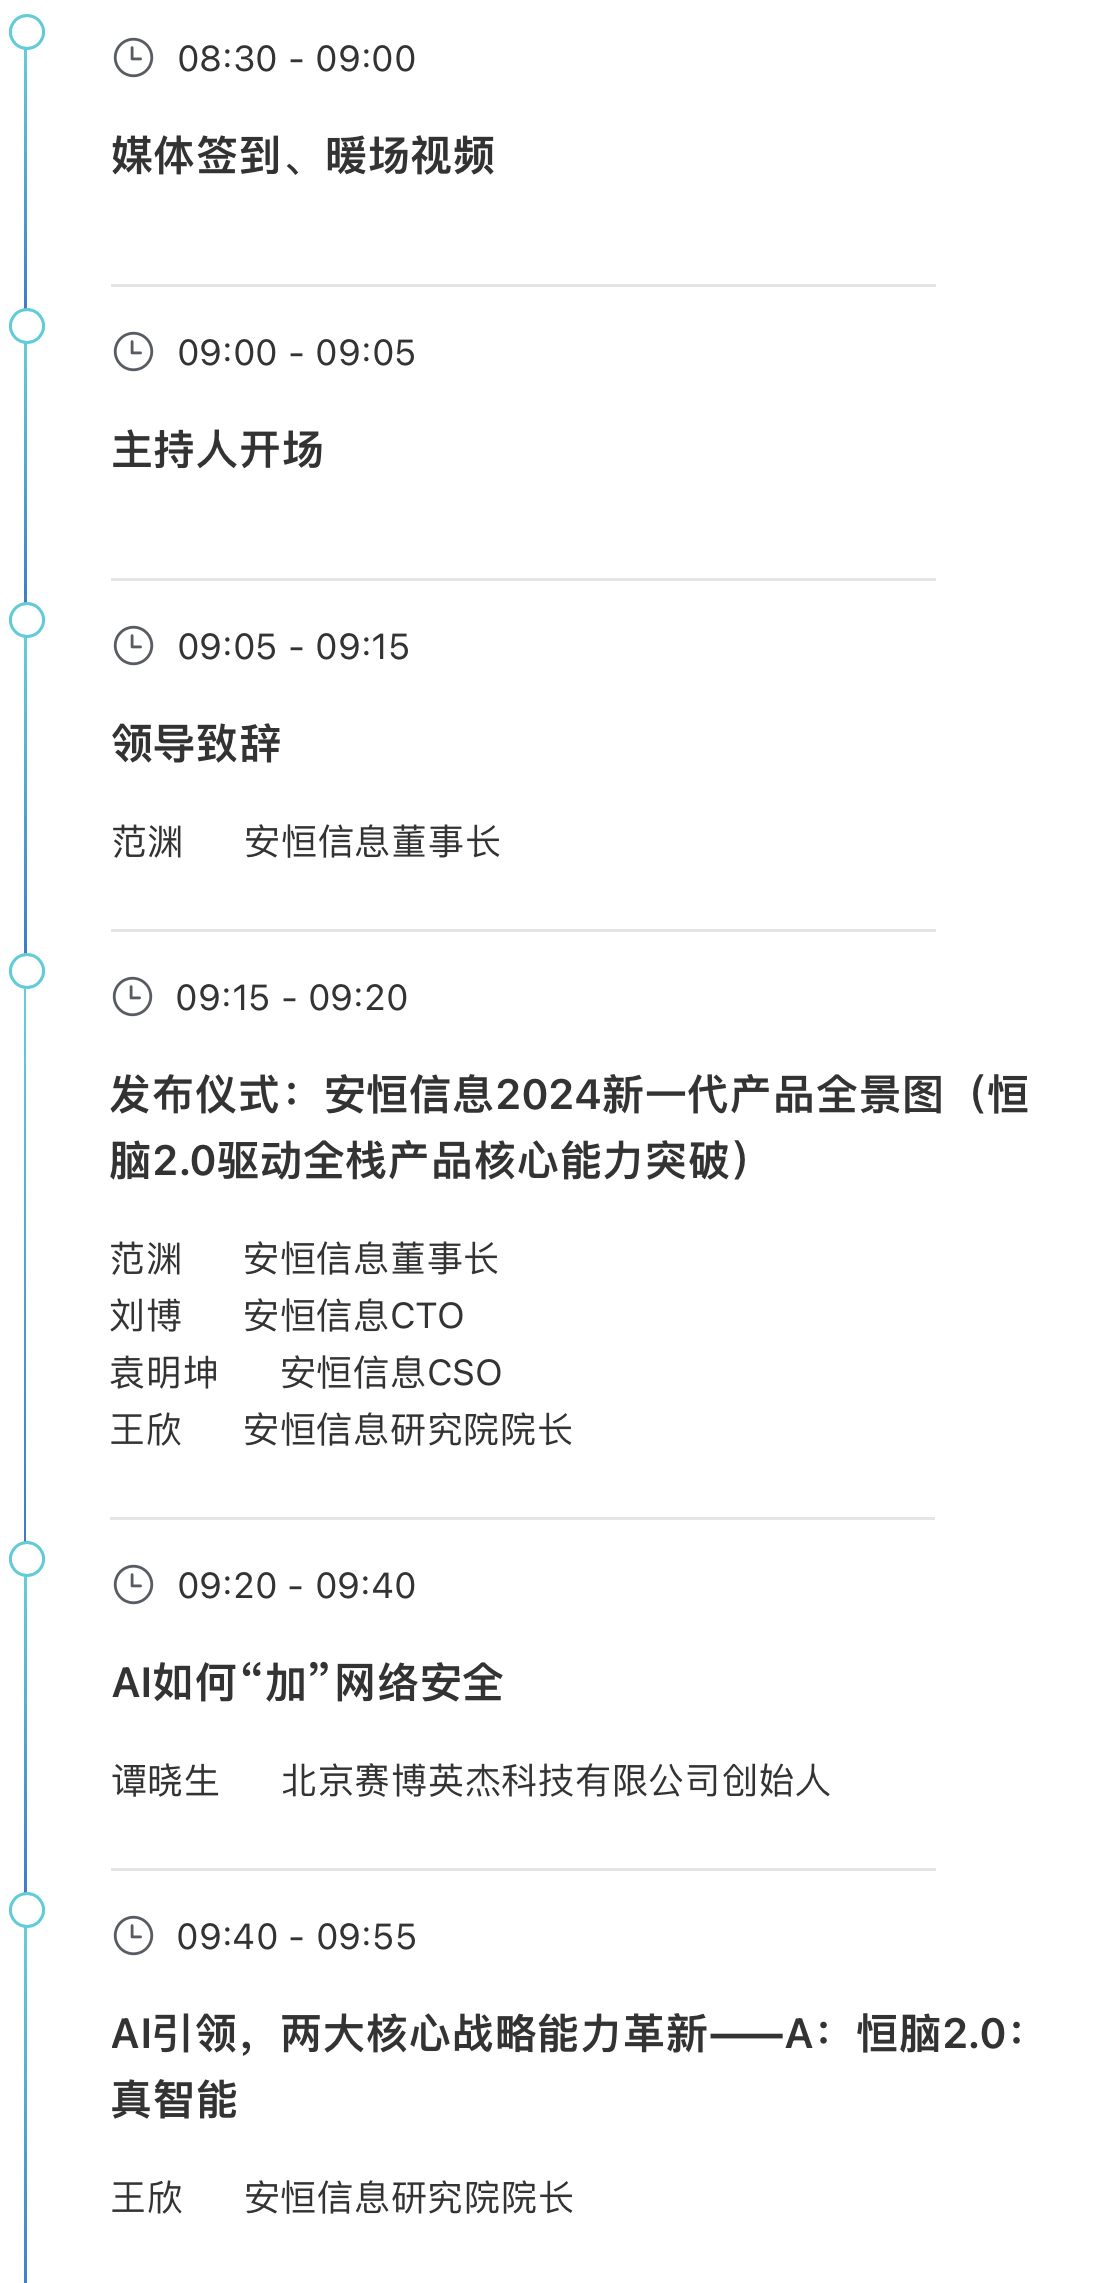 08:30 - 09:00
媒体签到、暖场视频
09:00 - 09:05
主持人开场
09:05 - 09:15
领导致辞
范渊 安恒信息董事长
09:15 - 09:20
发布仪式：安恒信息2024新一代产品全景图（恒
脑2.0驱动全栈产品核心能力突破）
范渊 安恒信息董事长
刘博 安恒信息CTO
袁明坤 安恒信息CSO
王欣 安恒信息研究院院长
09:20 - 09:40
AI如何“加”网络安全
谭晓生 北京赛博英杰科技有限公司创始人
09:40 - 09:55
AI引领，两大核心战略能力革新——A：恒脑2.0：
真智能
王欣 安恒信息研究院院长